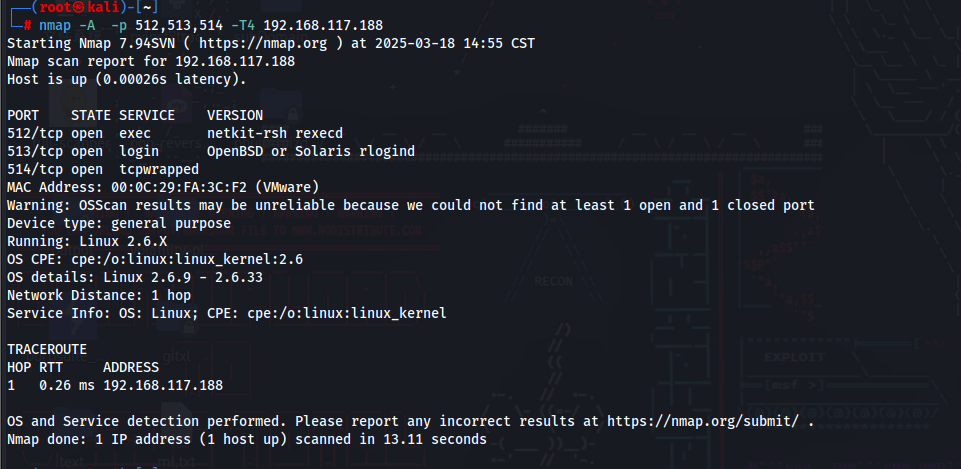 (root㉿kali)-[~]
# nmap -A  -p 512,513,514 -T4 192.168.117.188
Starting Nmap 7.94SVN ( https://nmap.org ) at 2025-03-18 14:55 CST
Nmap scan report for 192.168.117.188
Host is up (0.00026s latency).
PORT    STATE SERVICE    VERSION
512/tcp open  exec       netkit-rsh rexecd
513/tcp open  login      OpenBSD or Solaris rlogind
514/tcp open  tcpwrapped
MAC Address: 00:0C:29:FA:3C:F2 (VMware)
Warning: OSScan results may be unreliable because we could not find at least 1 open and 1 closed port
Device type: general purpose
Running: Linux 2.6.X
OS CPE: cpe:/o:linux:linux_kernel:2.6
OS details: Linux 2.6.9 - 2.6.33
Network Distance: 1 hop
Service Info: OS: Linux; CPE: cpe:/o:linux:linux_kernel
RECON
TRACEROUTE
HOP RTT     ADDRESS
1   0.26 ms 192.168.117.188
EXPLOIT
[msf >]
OS and Service detection performed. Please report any incorrect results at https://nmap.org/submit/ .
Nmap done: 1 IP address (1 host up) scanned in 13.11 seconds